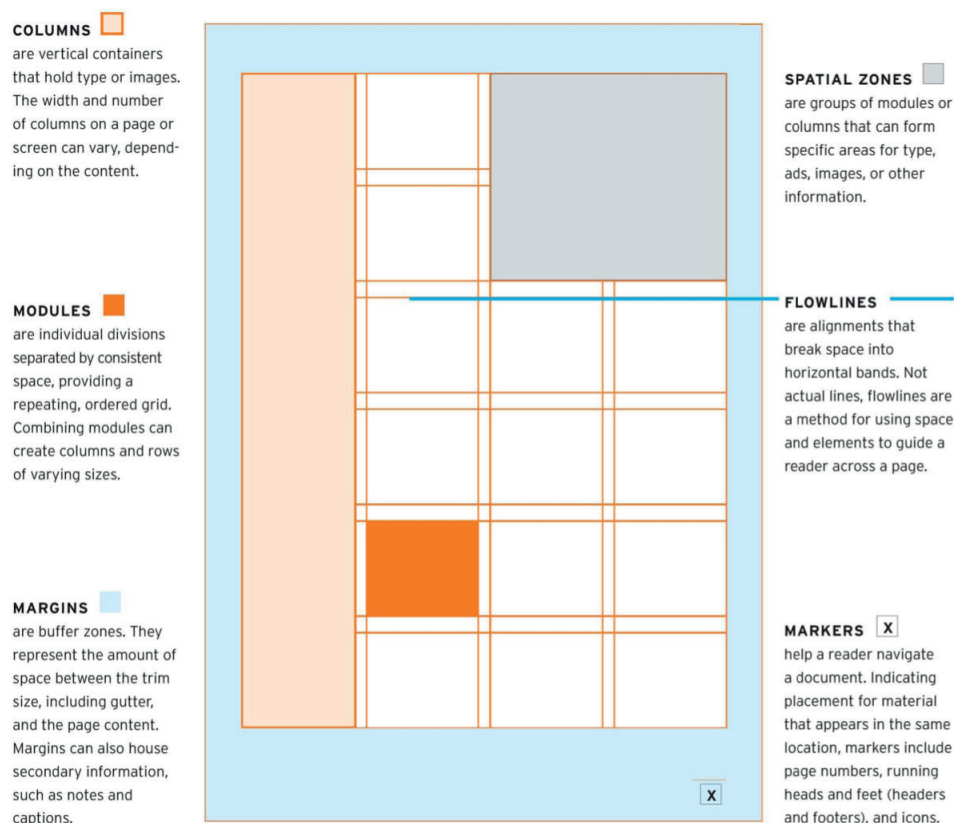 COLUMNS
are vertical containers
that hold type or images.
The width and number
of columns on a page or
screen can vary, depend-
ing on the content.
MODULES
are individual divisions
separated by consistent
space, providing a
repeating, ordered grid.
Combining modules can
create columns and rows
of varying sizes.
MARGINS
are buffer zones. They
represent the amount of
space between the trim
size, including gutter,
and the page content.
Margins can also house
secondary information,
such as notes and
captions.
SPATIAL ZONES
are groups of modules or
columns that can form
specific areas for type,
ads, images, or other
information.
FLOWLINES
are alignments that
break space into
horizontal bands. Not
actual lines, flowlines are
a method for using space
and elements to guide a
reader across a page.
MARKERS X
help a reader navigate
a document. Indicating
placement for material
that appears in the same
location, markers include
page numbers, running
heads and feet (headers
and footers), and icons.
X